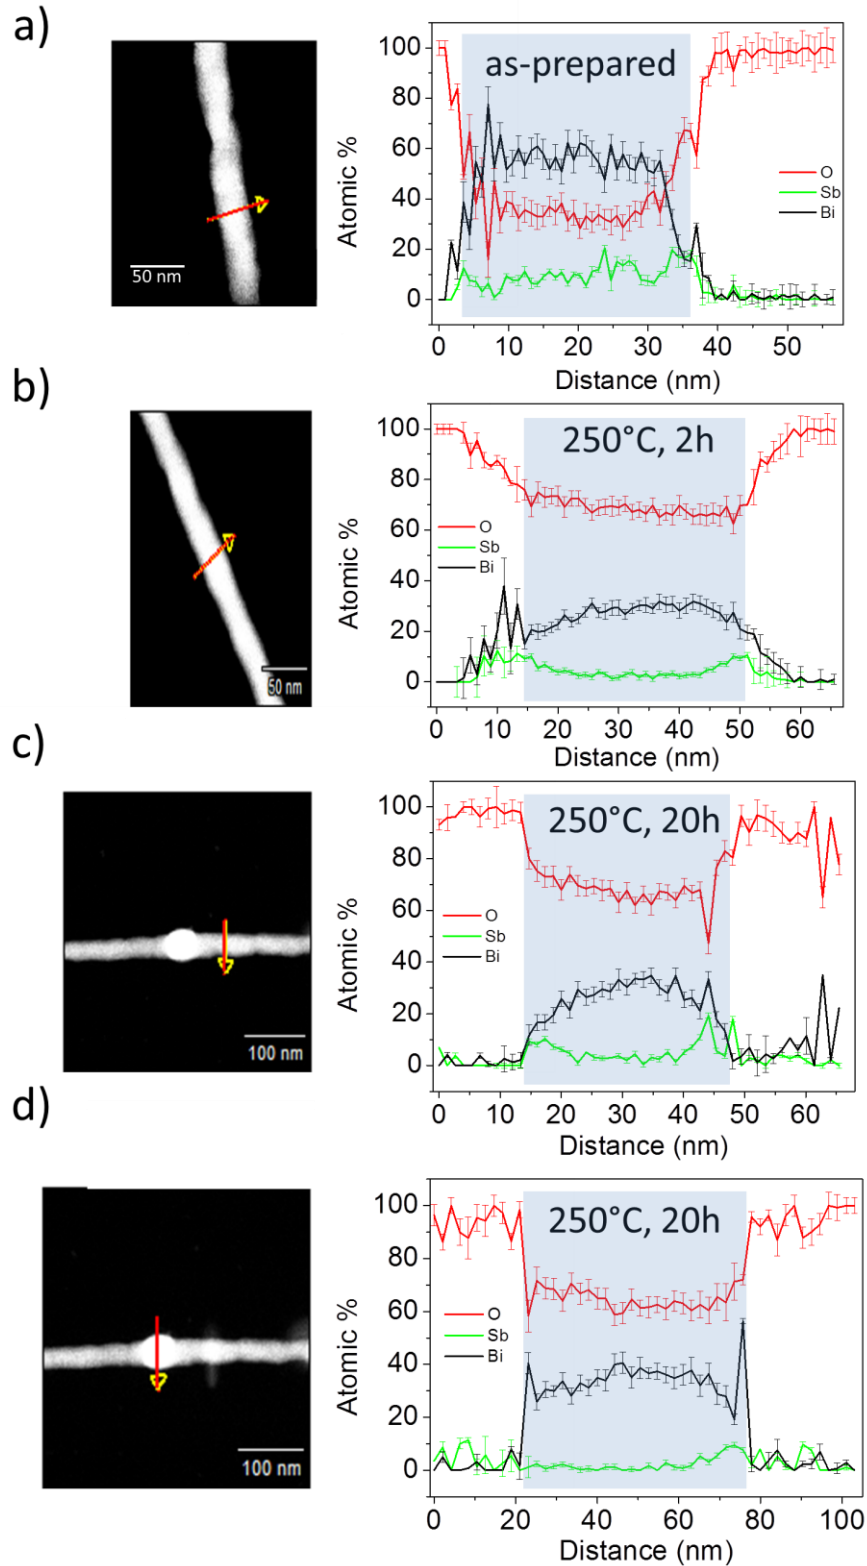 a)
50 nm
as-prepared
O
Sb
Bi
Atomic %
100
80
60
40
20
0
0 10 20 30 40 50
Distance (nm)
b)
50 nm
250°C, 2h
O
Sb
Bi
Atomic %
100
80
60
40
20
0
0 10 20 30 40 50 60
Distance (nm)
c)
100 nm
250°C, 20h
O
Sb
Bi
Atomic %
100
80
60
40
20
0
0 10 20 30 40 50 60
Distance (nm)
d)
100 nm
250°C, 20h
O
Sb
Bi
Atomic %
100
80
60
40
20
0
0 20 40 60 80 100
Distance (nm)